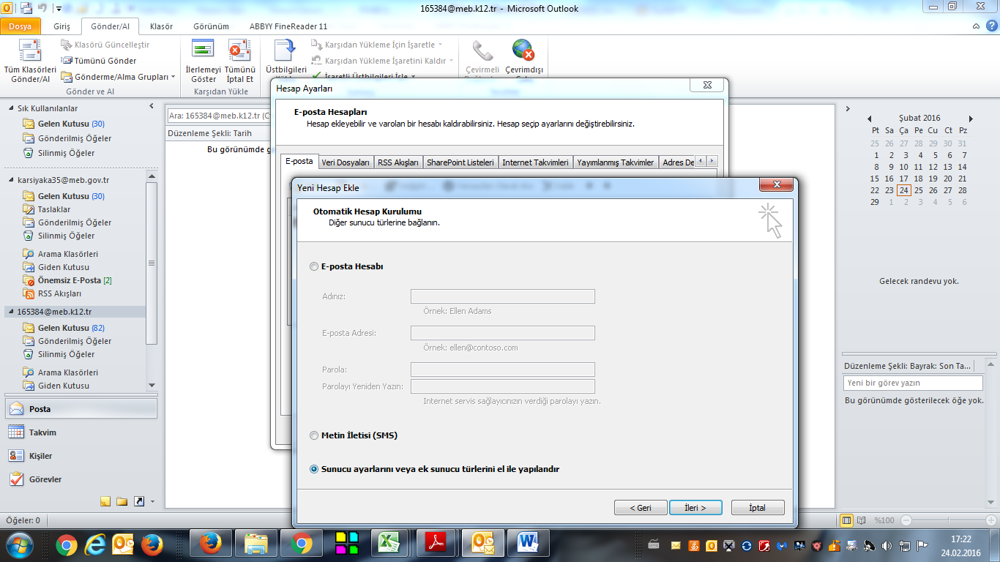 165384@meb.k12.tr - Microsoft Outlook
Dosya Giriş Gönder/Al Klasör Görünüm ABBYY FineReader 11
Tüm Klasörleri Gönder/Al
Klasörü Güncelleştir
Tümünü Gönder
Gönderme/Alma Grupları
Gönder ve Al
İlerlemeyi Göster
Tümünü İptal Et
Karşıdan Yükle
Üstbilgileri
Karşıdan Yükleme İçin İşaretle
Karşıdan Yükleme İşaretini Kaldır
İşaretli Üstbilgileri İşle
Çevirmeli
Çevrimdışı
Sık Kullanılanlar
Gelen Kutusu (30)
Gönderilmiş Öğeler
Silinmiş Öğeler
karsiyaka35@meb.gov.tr
Gelen Kutusu (30)
Taslaklar
Gönderilmiş Öğeler
Silinmiş Öğeler
Arama Klasörleri
Giden Kutusu
Önemsiz E-Posta [2]
RSS Akışları
165384@meb.k12.tr
Gelen Kutusu (82)
Gönderilmiş Öğeler
Silinmiş Öğeler
Arama Klasörleri
Giden Kutusu
Posta
Takvim
Kişiler
Görevler
Öğeler: 0
Ara: 165384@meb.k12.tr (C
Düzenleme Şekli: Tarih
Bu görünümde g
Hesap Ayarları
E-posta Hesapları
Hesap ekleyebilir ve varolan bir hesabı kaldırabilirsiniz. Hesap seçip ayarlarını değiştirebilirsiniz.
E-posta Veri Dosyaları RSS Akışları SharePoint Listeleri Internet Takvimleri Yayımlanmış Takvimler Adres De
Yeni Hesap Ekle
Otomatik Hesap Kurulumu
Diğer sunucu türlerine bağlanın.
E-posta Hesabı
Adınız:
Örnek: Ellen Adams
E-posta Adresi:
Örnek: ellen@contoso.com
Parola:
Parolayı Yeniden Yazın:
Internet servis sağlayıcınızın verdiği parolayı yazın.
Metin İletisi (SMS)
Sunucu ayarlarını veya ek sunucu türlerini el ile yapılandır
< Geri İleri > İptal
Şubat 2016
Pt Sa Ça Pe Cu Ct Pz
25 26 27 28 29 30 31
1 2 3 4 5 6 7
8 9 10 11 12 13 14
15 16 17 18 19 20 21
22 23 24 25 26 27 28
29 1 2 3 4 5 6
Gelecek randevu yok.
Düzenleme Şekli: Bayrak: Son Ta...
Yeni bir görev yazın
Bu görünümde gösterilecek öğe yok.
%100
17:22
24.02.2016